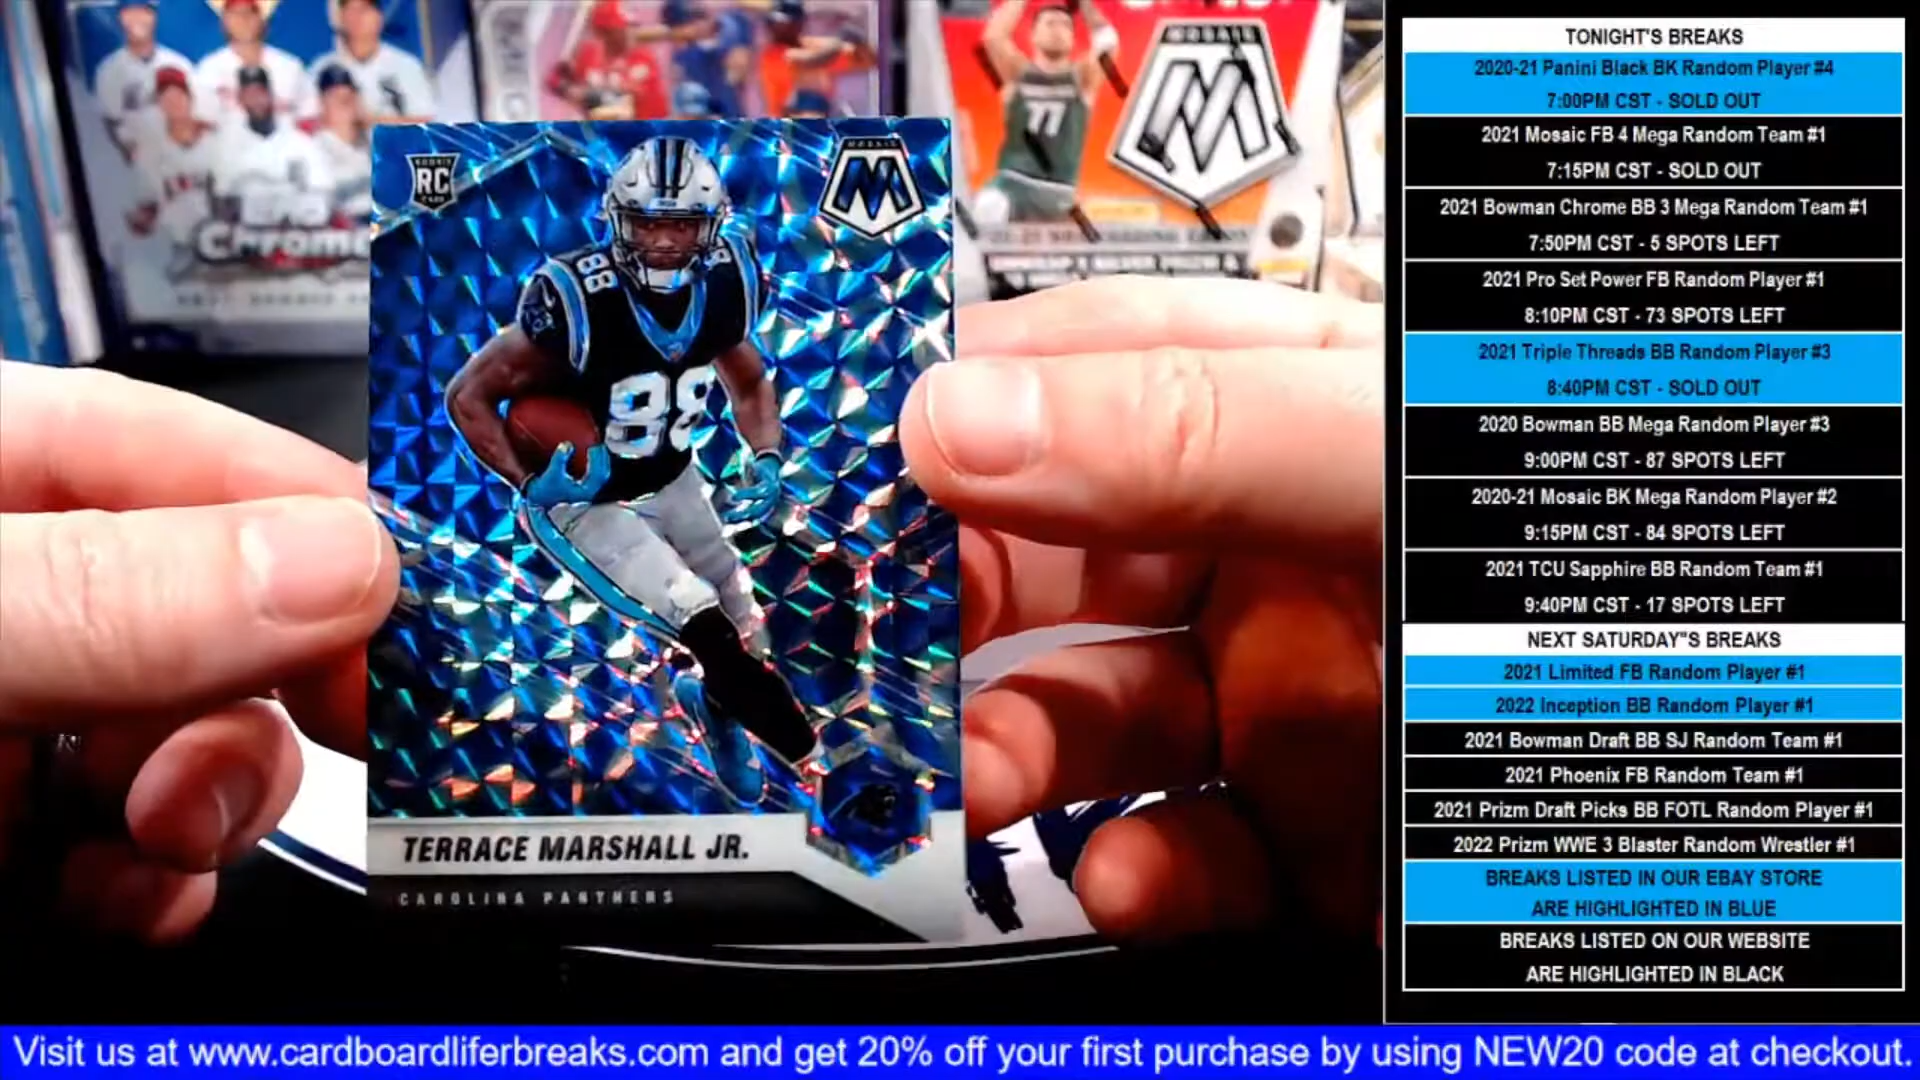 Chrome
MOSAIC
77
ROOKIE
RC
MOSAIC
88
88
88
TERRACE MARSHALL JR.
CAROLINA PANTHERS
TONIGHT'S BREAKS
2020-21 Panini Black BK Random Player #4
7:00PM CST - SOLD OUT
2021 Mosaic FB 4 Mega Random Team #1
7:15PM CST - SOLD OUT
2021 Bowman Chrome BB 3 Mega Random Team #1
7:50PM CST - 5 SPOTS LEFT
2021 Pro Set Power FB Random Player #1
8:10PM CST - 73 SPOTS LEFT
2021 Triple Threads BB Random Player #3
8:40PM CST - SOLD OUT
2020 Bowman BB Mega Random Player #3
9:00PM CST - 87 SPOTS LEFT
2020-21 Mosaic BK Mega Random Player #2
9:15PM CST - 84 SPOTS LEFT
2021 TCU Sapphire BB Random Team #1
9:40PM CST - 17 SPOTS LEFT
NEXT SATURDAY"S BREAKS
2021 Limited FB Random Player #1
2022 Inception BB Random Player #1
2021 Bowman Draft BB SJ Random Team #1
2021 Phoenix FB Random Team #1
2021 Prizm Draft Picks BB FOTL Random Player #1
2022 Prizm WWE 3 Blaster Random Wrestler #1
BREAKS LISTED IN OUR EBAY STORE
ARE HIGHLIGHTED IN BLUE
BREAKS LISTED ON OUR WEBSITE
ARE HIGHLIGHTED IN BLACK
Visit us at www.cardboardliferbreaks.com and get 20% off your first purchase by using NEW20 code at checkout.